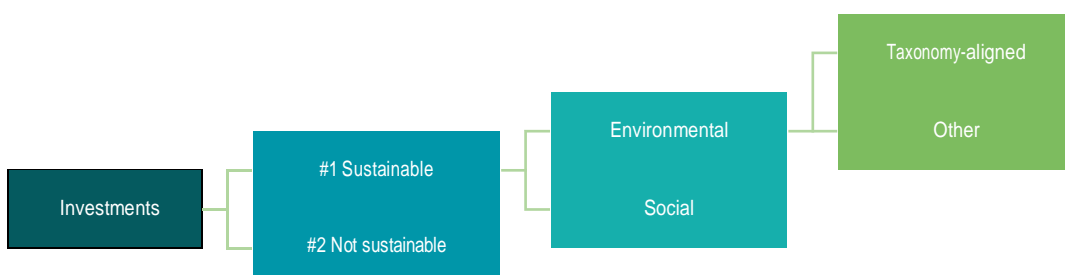 Investments
#1 Sustainable
#2 Not sustainable
Environmental
Social
Taxonomy-aligned
Other